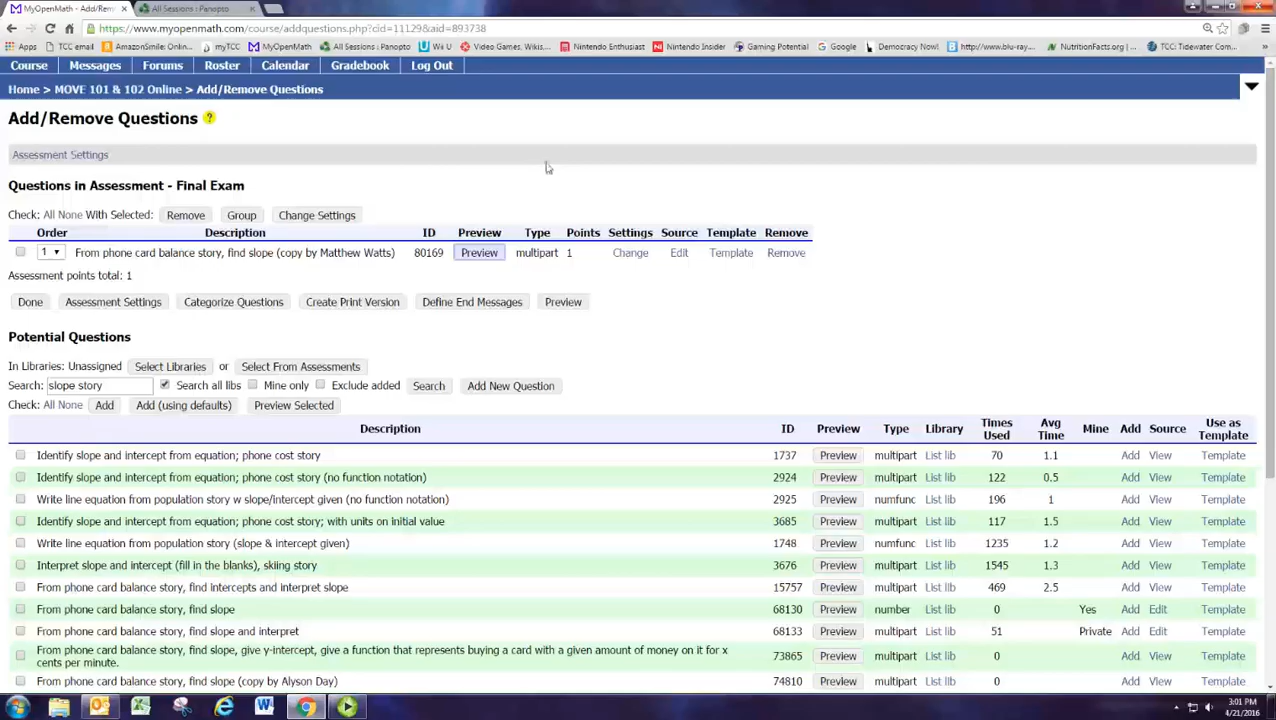 MyOpenMath - Add/Rem
All Sessions : Panopto
https://www.myopenmath.com/course/addquestions.php?cid=11129&aid=893738
Apps TCC email AmazonSmile: Onlin... myTCC MyOpenMath All Sessions : Panopto Wii U Video Games, Wikis... Nintendo Enthusiast Nintendo Insider Gaming Potential Google Democracy Now! http://www.blu-ray... NutritionFacts.org | TCC: Tidewater Com...
Course Messages Forums Roster Calendar Gradebook Log Out
Home > MOVE 101 & 102 Online > Add/Remove Questions
Add/Remove Questions ?
Assessment Settings
Questions in Assessment - Final Exam
Check: All None With Selected: Remove Group Change Settings
Order Description ID Preview Type Points Settings Source Template Remove
1 From phone card balance story, find slope (copy by Matthew Watts) 80169 Preview multipart 1 Change Edit Template Remove
Assessment points total: 1
Done Assessment Settings Categorize Questions Create Print Version Define End Messages Preview
Potential Questions
In Libraries: Unassigned Select Libraries or Select From Assessments
Search: slope story Search all libs Mine only Exclude added Search Add New Question
Check: All None Add Add (using defaults) Preview Selected
Description ID Preview Type Library Times Used Avg Time Mine Add Source Use as Template
Identify slope and intercept from equation; phone cost story 1737 Preview multipart List lib 70 1.1 Add View Template
Identify slope and intercept from equation; phone cost story (no function notation) 2924 Preview multipart List lib 122 0.5 Add View Template
Write line equation from population story w slope/intercept given (no function notation) 2925 Preview numfunc List lib 196 1 Add View Template
Identify slope and intercept from equation; phone cost story; with units on initial value 3685 Preview multipart List lib 117 1.5 Add View Template
Write line equation from population story (slope & intercept given) 1748 Preview numfunc List lib 1235 1.2 Add View Template
Interpret slope and intercept (fill in the blanks), skiing story 3676 Preview multipart List lib 1545 1.3 Add View Template
From phone card balance story, find intercepts and interpret slope 15757 Preview multipart List lib 469 2.5 Add View Template
From phone card balance story, find slope 68130 Preview number List lib 0 Yes Add Edit Template
From phone card balance story, find slope and interpret 68133 Preview multipart List lib 51 Private Add Edit Template
From phone card balance story, find slope, give y-intercept, give a function that represents buying a card with a given amount of money on it for x
cents per minute. 73865 Preview multipart List lib 0 Add View Template
From phone card balance story, find slope (copy by Alyson Day) 74810 Preview multipart List lib 0 Add View Template
3:01 PM
4/21/2016